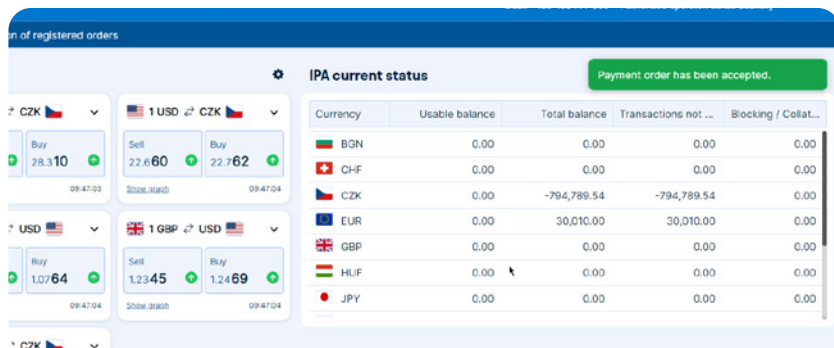 on of registered orders
IPA current status
Payment order has been accepted.
CZK
1 USD ⇄ CZK
Buy
28.310
09:47:03
Sell
22.660
Buy
22.762
Show graph
09:47:04
USD
1 GBP ⇄ USD
Buy
1.0764
09:47:04
Sell
1.2345
Buy
1.2469
Show graph
09:47:04
CZK
Currency Usable balance Total balance Transactions not ... Blocking / Collat...
BGN 0.00 0.00 0.00 0.00
CHF 0.00 0.00 0.00 0.00
CZK 0.00 -794,789.54 -794,789.54 0.00
EUR 0.00 30,010.00 30,010.00 0.00
GBP 0.00 0.00 0.00 0.00
HUF 0.00 0.00 0.00 0.00
JPY 0.00 0.00 0.00 0.00